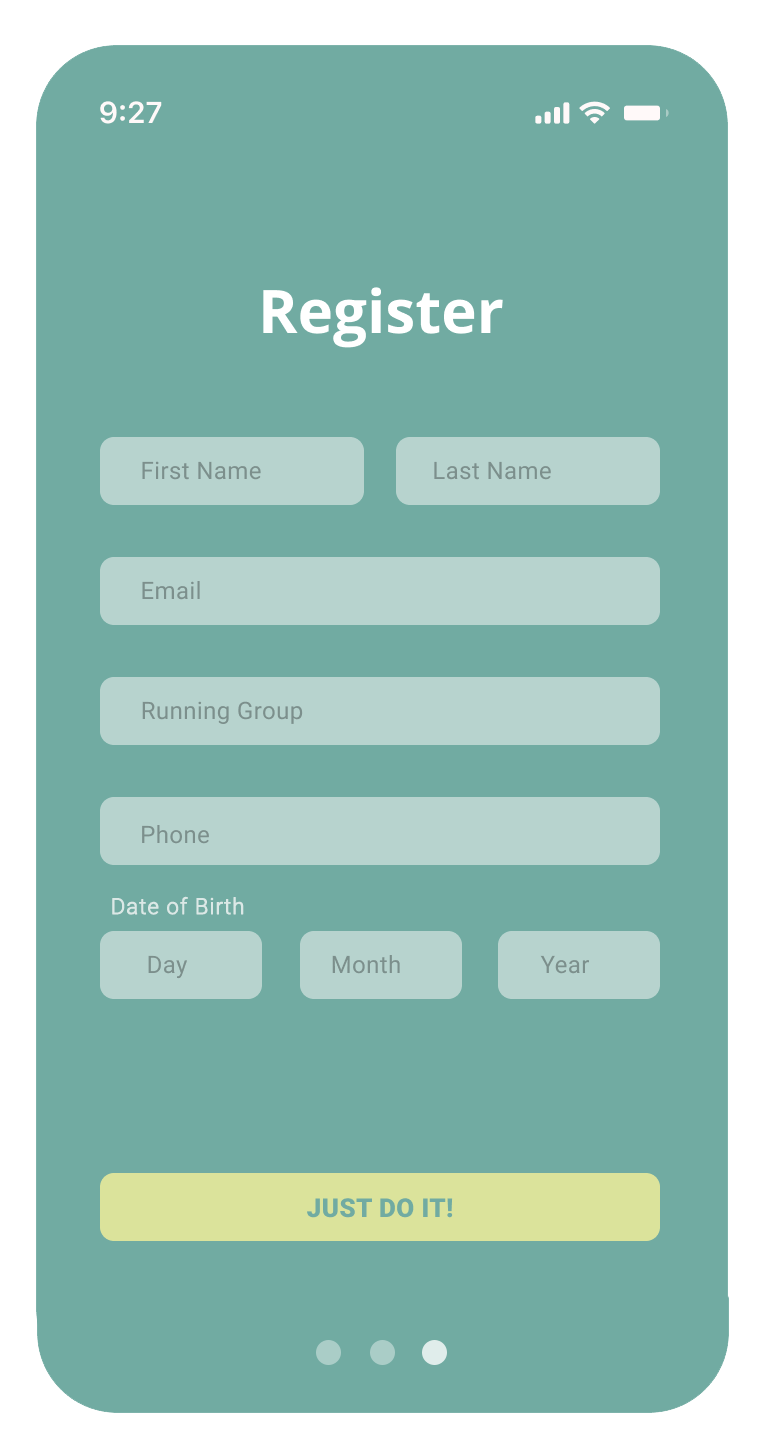 9:27
Register
First Name Last Name
Email
Running Group
Phone
Date of Birth
Day Month Year
JUST DO IT!